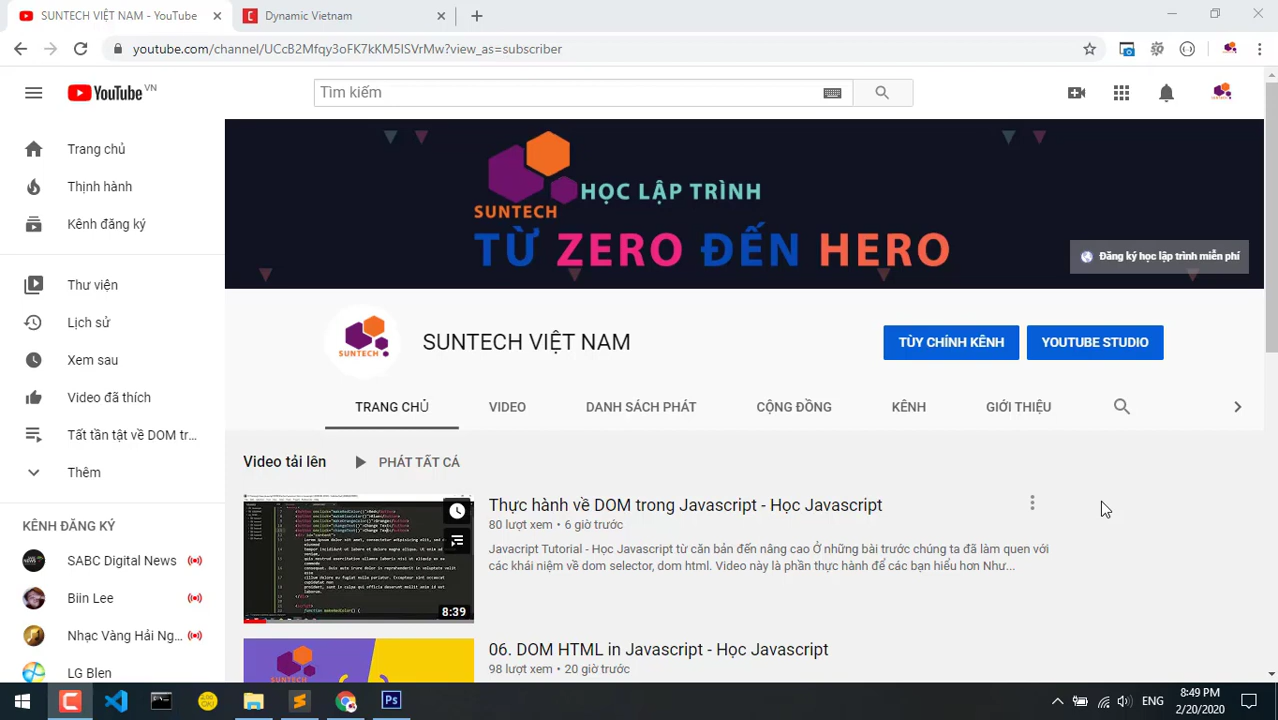 SUNTECH VIỆT NAM - YouTube
Dynamic Vietnam
youtube.com/channel/UCcB2Mfqy3oFK7kKM5ISVrMw?view_as=subscriber
YouTube VN
Tìm kiếm
SUNTECH
HỌC LẬP TRÌNH
TỪ ZERO ĐẾN HERO
Đăng ký học lập trình miễn phí
Trang chủ
Thịnh hành
Kênh đăng ký
Thư viện
Lịch sử
Xem sau
Video đã thích
Tất tần tật về DOM tr...
Thêm
KÊNH ĐĂNG KÝ
SABC Digital News
Biin Lee
Nhạc Vàng Hải Ng...
LG Blen
SUNTECH
SUNTECH VIỆT NAM
TÙY CHỈNH KÊNH
YOUTUBE STUDIO
TRANG CHỦ
VIDEO
DANH SÁCH PHÁT
CỘNG ĐỒNG
KÊNH
GIỚI THIỆU
Video tải lên
PHÁT TẤT CẢ
8:39
Thực hành về DOM trong Javascript - Học Javascript
80 lượt xem • 6 giờ trước
Javacript Tutorial - Học Javascript từ căn bản đến nâng cao Ở những bài trước chúng ta đã làm quen với
các khái niệm về dom selector, dom html. Video này là phần thực hành để các bạn hiểu hơn Như...
06. DOM HTML in Javascript - Học Javascript
98 lượt xem • 20 giờ trước
ENG
8:49 PM
2/20/2020